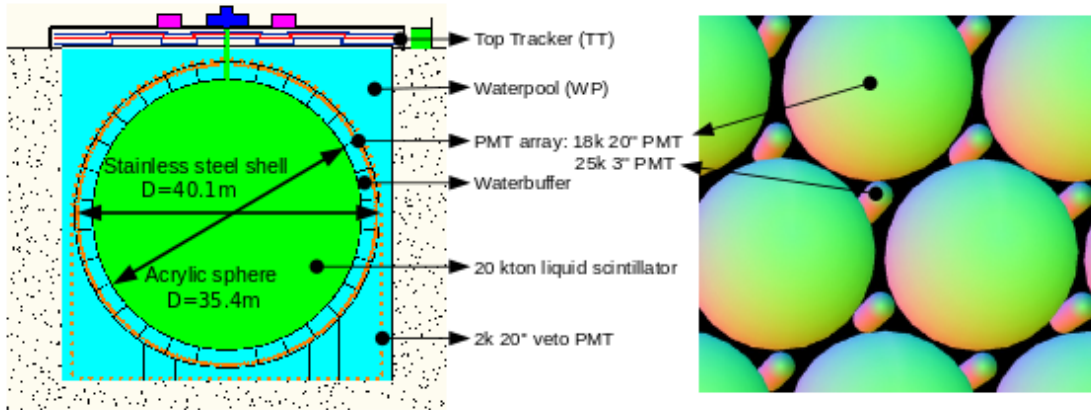 Top Tracker (TT)
Waterpool (WP)
PMT array: 18k 20" PMT
25k 3" PMT
Stainless steel shell
D=40.1m
Waterbuffer
Acrylic sphere
D=35.4m
20 kton liquid scintillator
2k 20" veto PMT